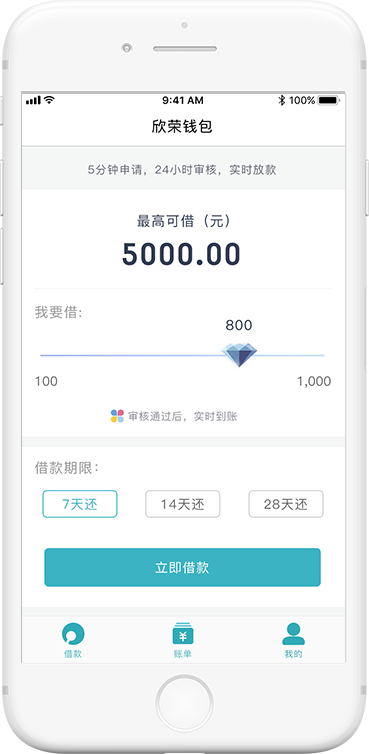 9:41 AM 100%
欣荣钱包
5分钟申请，24小时审核，实时放款
最高可借（元）
5000.00
我要借:
800
100 1,000
审核通过后，实时到账
借款期限：
7天还 14天还 28天还
立即借款
¥
借款 账单 我的